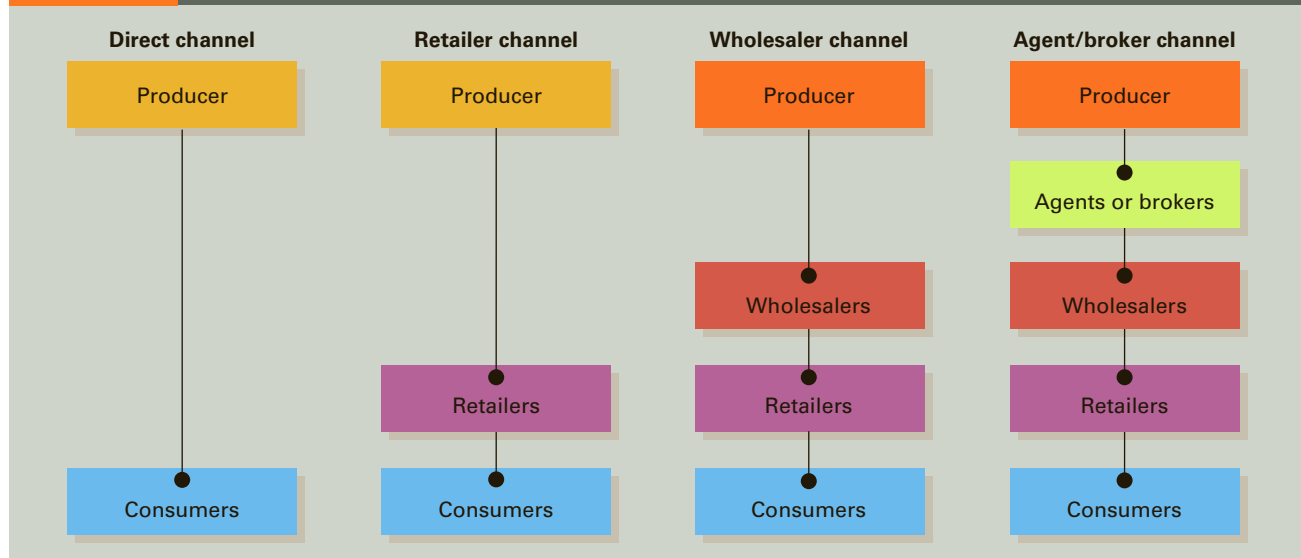 Direct channel
Retailer channel
Wholesaler channel
Agent/broker channel
Producer
Producer
Producer
Producer
Agents or brokers
Wholesalers
Wholesalers
Retailers
Retailers
Retailers
Consumers
Consumers
Consumers
Consumers